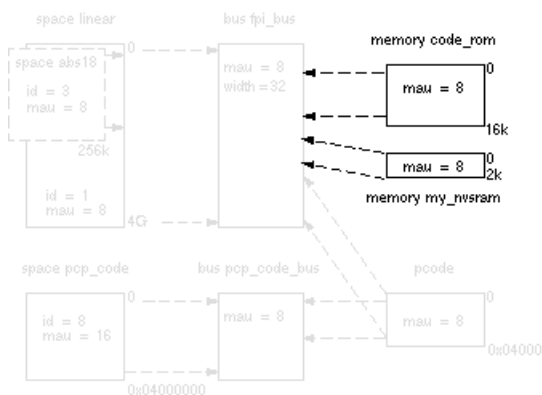 space linear
bus fpi_bus
memory code_rom
0
space abs18
id = 3
mau = 8
256k
id = 1
mau = 8
4G
mau = 8
width = 32
0
mau = 8
16k
0
mau = 8
2k
memory my_nvsram
space pcp_code
bus pcp_code_bus
pcode
0
id = 8
mau = 16
0x04000000
mau = 8
0
mau = 8
0x04000